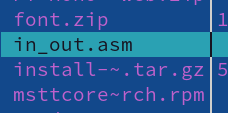 font.zip 1
in_out.asm
install-~.tar.gz 5
msttcore~rch.rpm